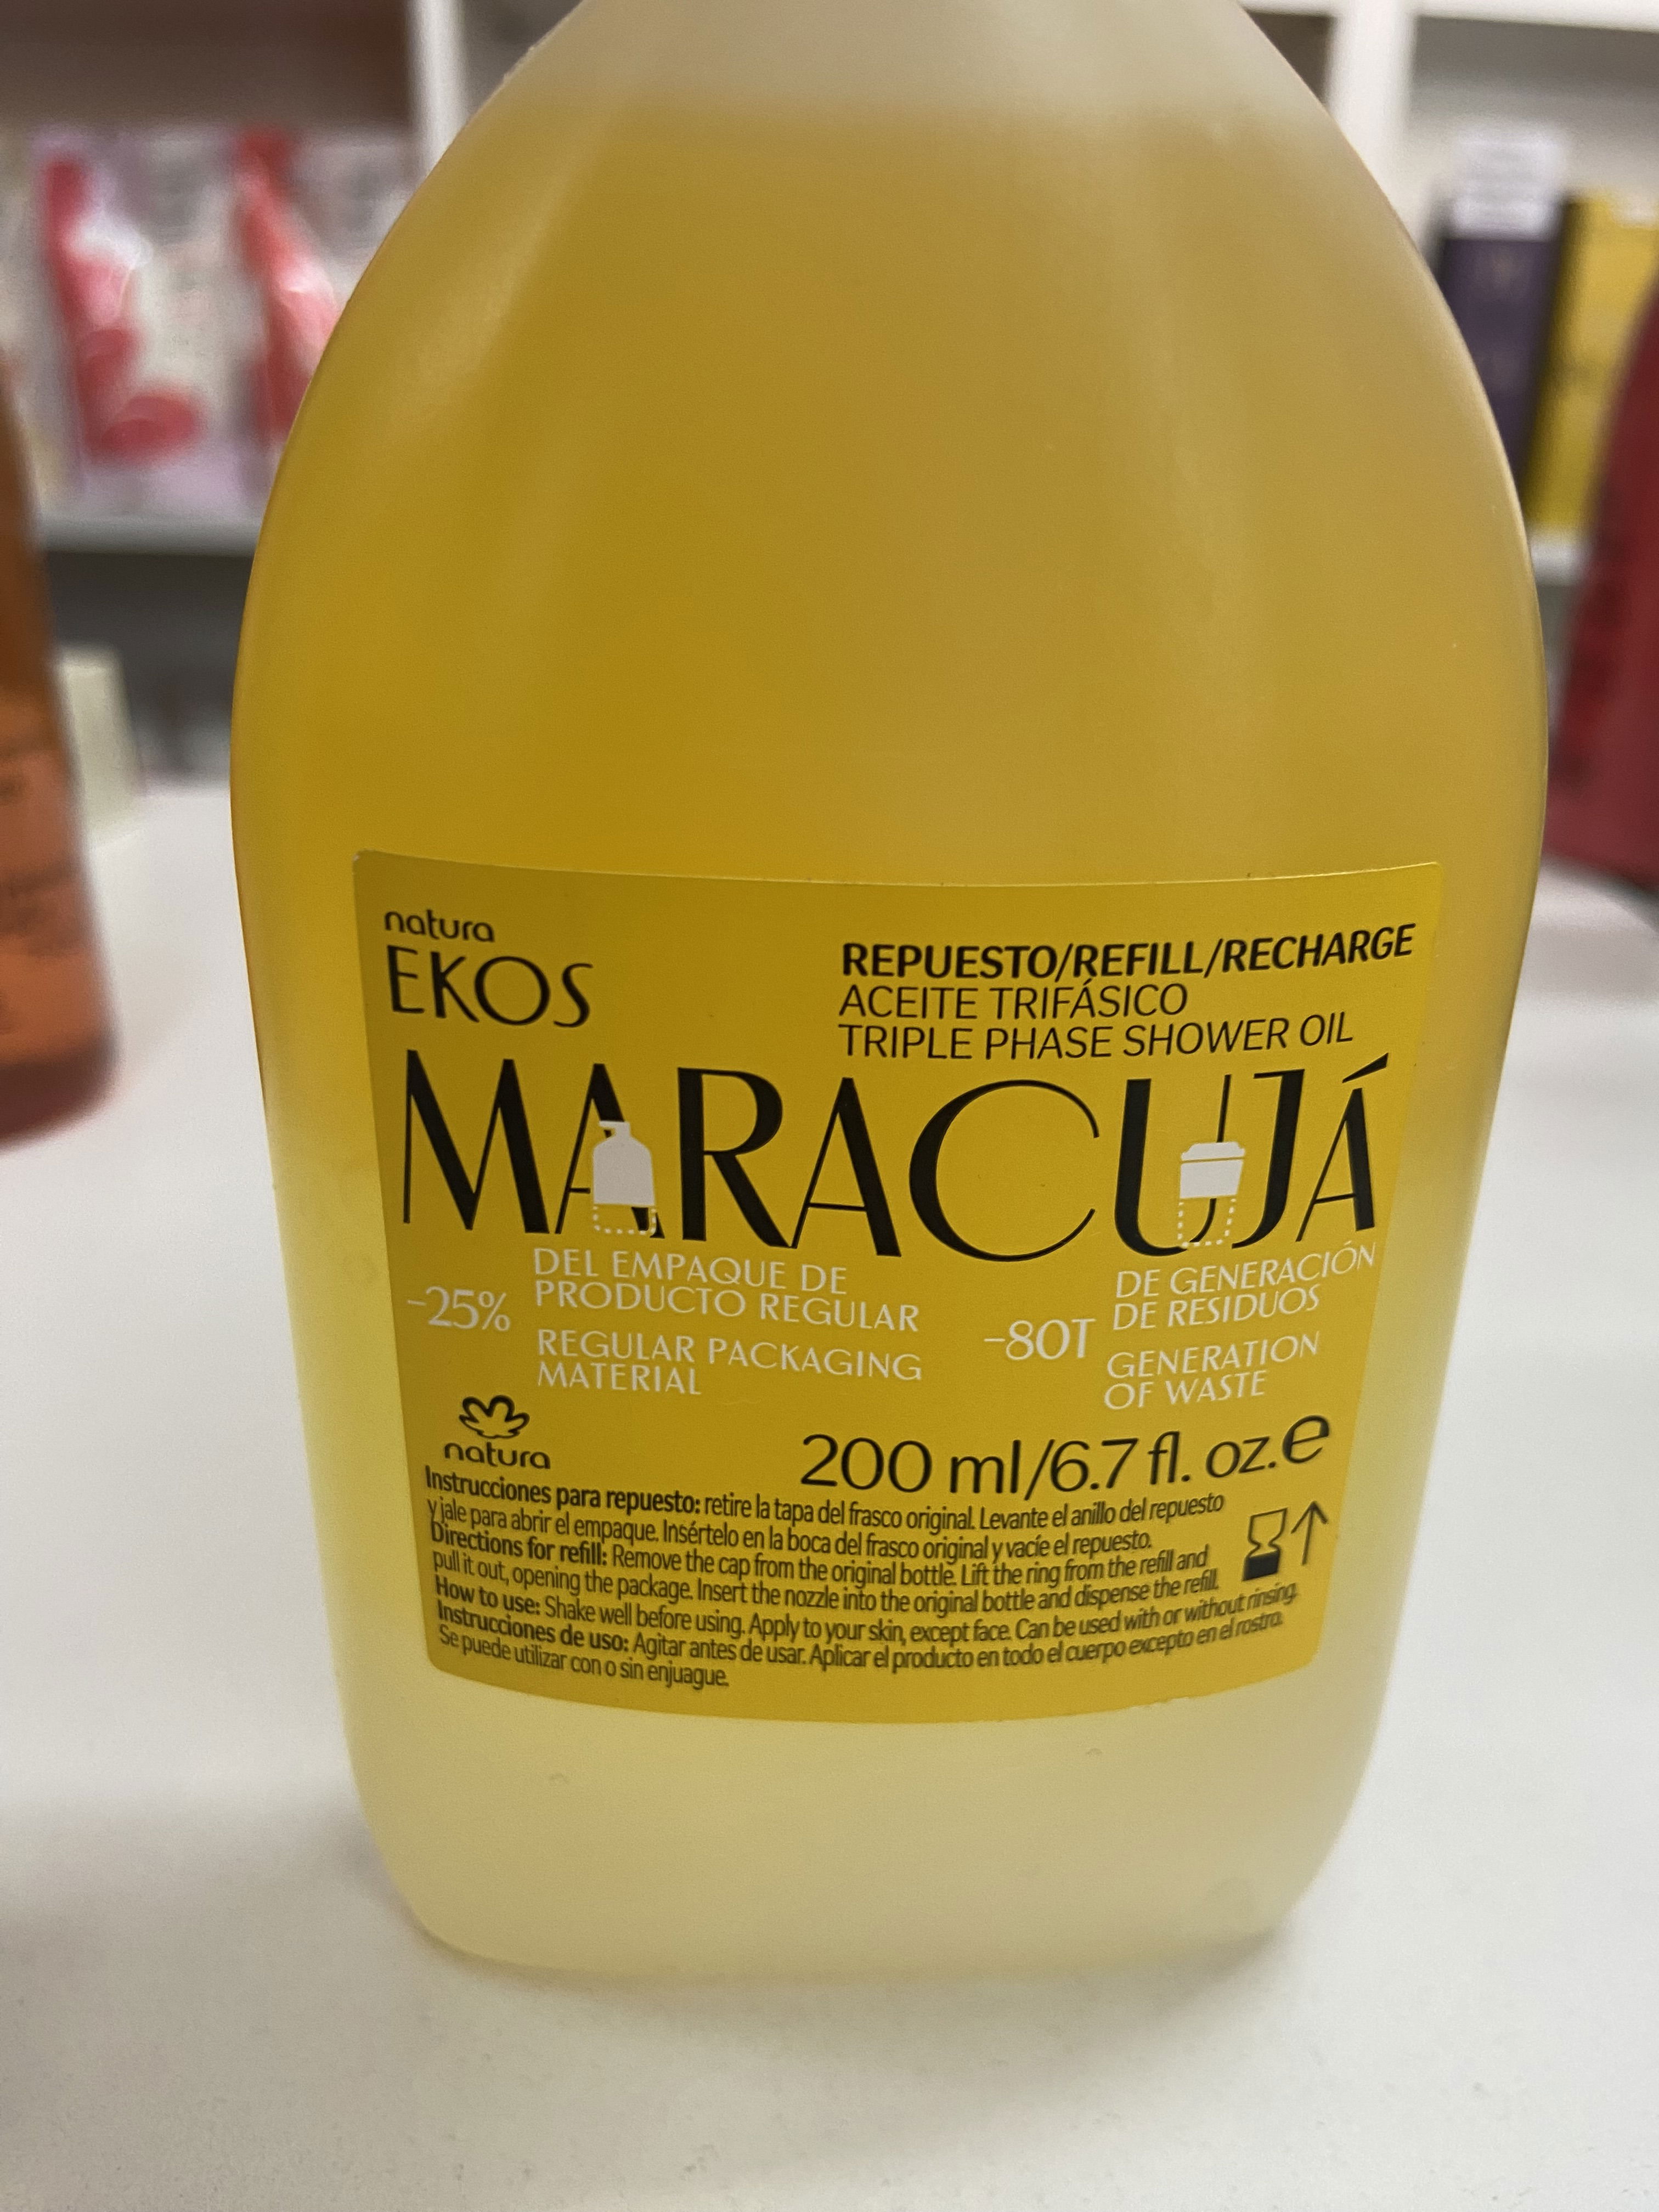 natura
EKOS
REPUESTO/REFILL/RECHARGE
ACEITE TRIFÁSICO
TRIPLE PHASE SHOWER OIL
MARACUJÁ
-25%
DEL EMPAQUE DE
PRODUCTO REGULAR
REGULAR PACKAGING
MATERIAL
-80T
DE GENERACIÓN
DE RESIDUOS
GENERATION
OF WASTE
natura
200 ml/6.7 fl. oz.e
Instrucciones para repuesto: retire la tapa del frasco original. Levante el anillo del repuesto
y jale para abrir el empaque. Insértelo en la boca del frasco original y vacíe el repuesto.
Directions for refill: Remove the cap from the original bottle. Lift the ring from the refill and
pull it out, opening the package. Insert the nozzle into the original bottle and dispense the refill.
How to use: Shake well before using. Apply to your skin, except face. Can be used with or without rinsing.
Instrucciones de uso: Agitar antes de usar. Aplicar el producto en todo el cuerpo excepto en el rostro.
Se puede utilizar con o sin enjuague.